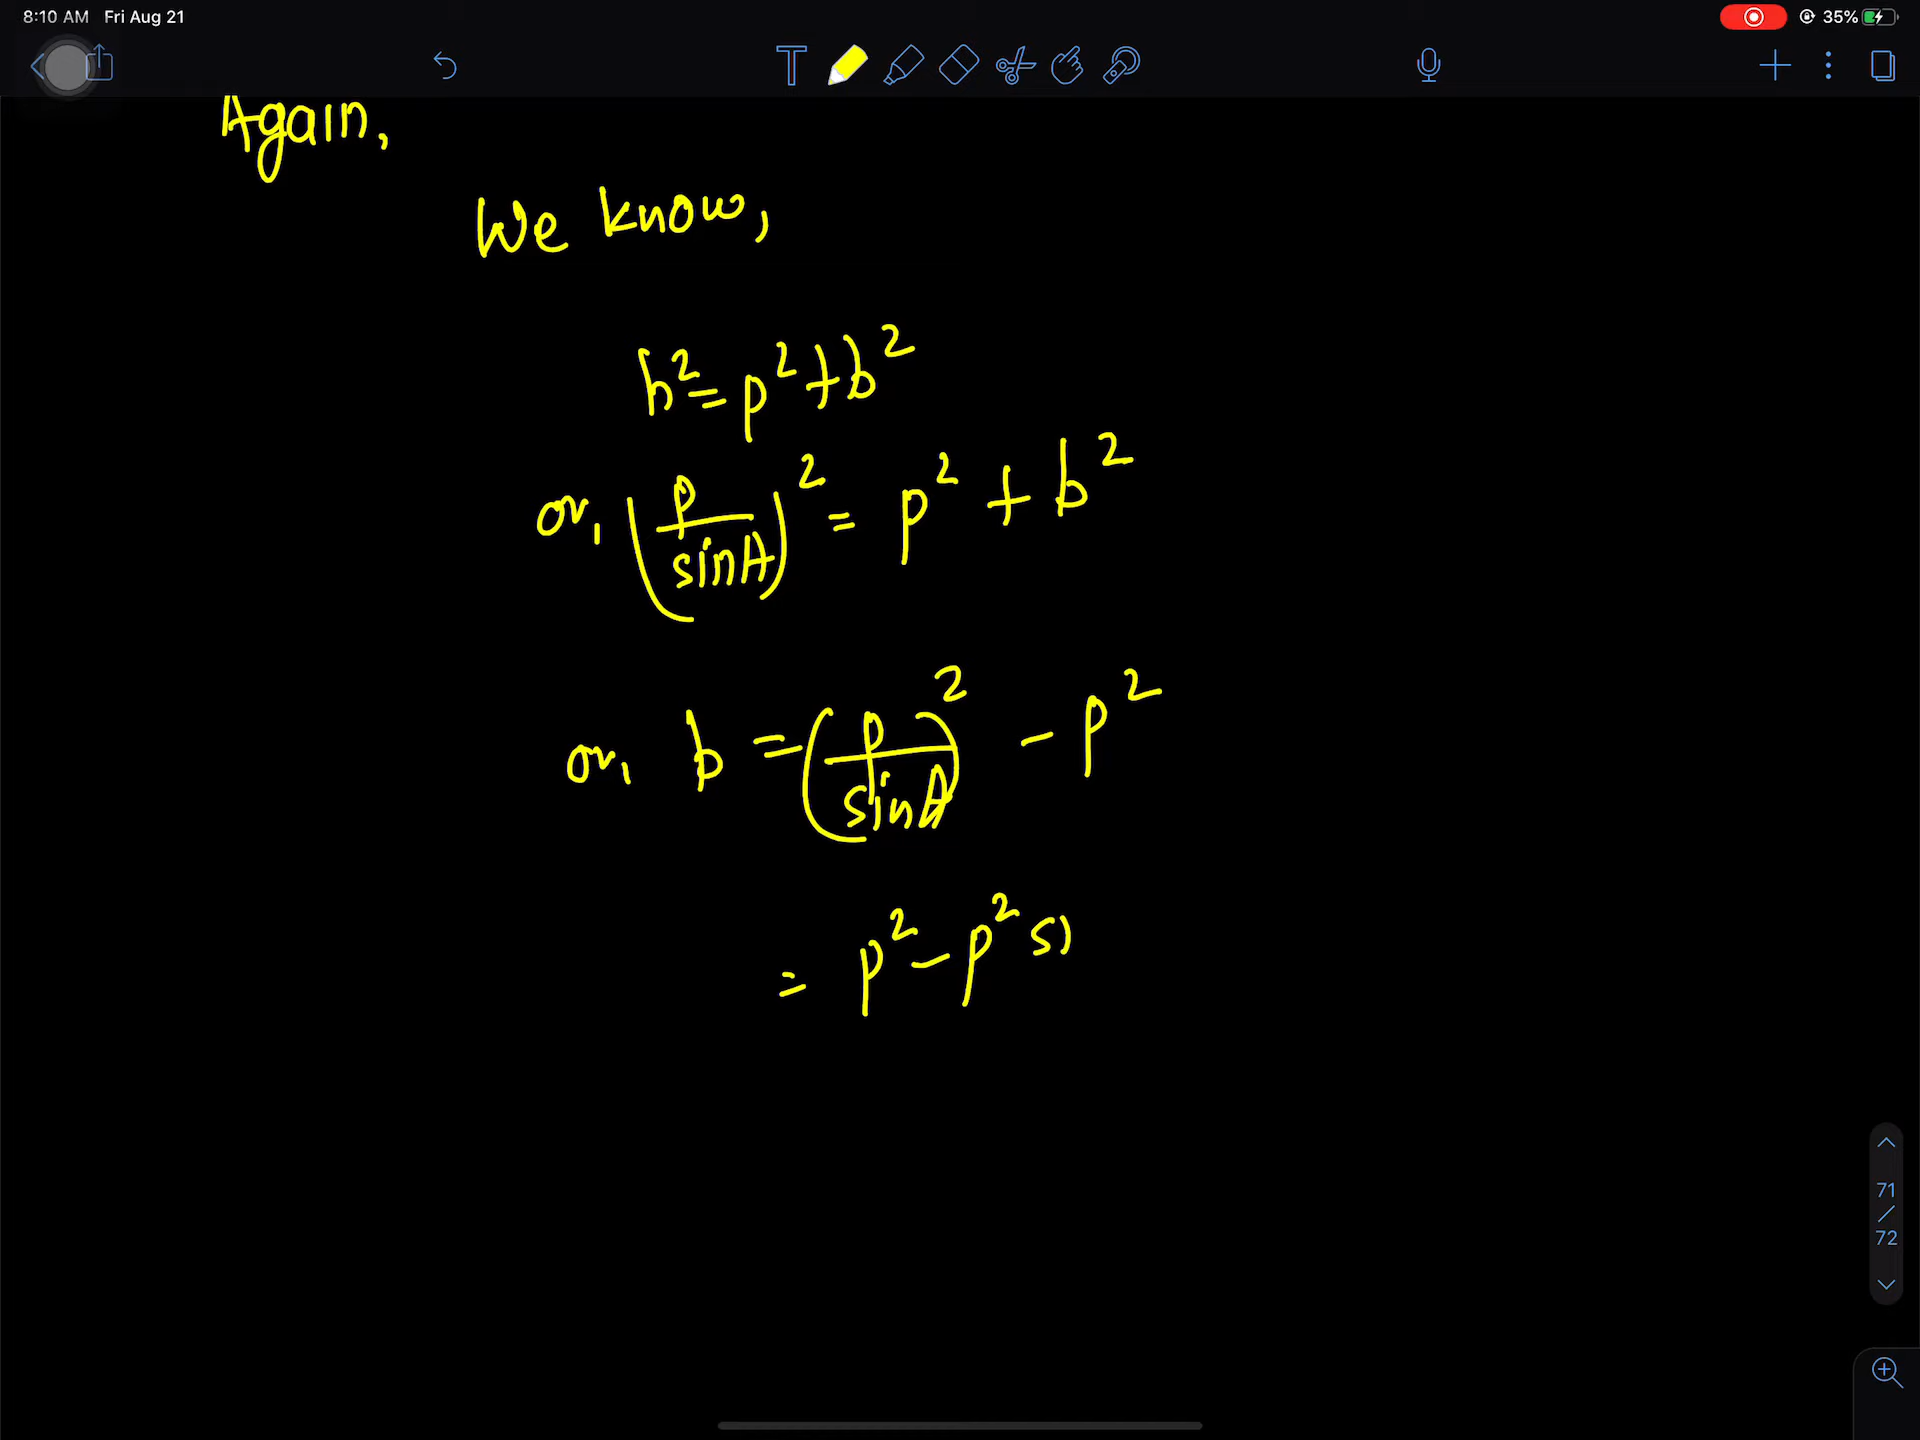 8:10 AM Fri Aug 21
35%
Again,
We know,
h² = p² + b²
or, (p/sinA)² = p² + b²
or, b = (p/sinA)² - p²
= p² - p² si
71
/
72